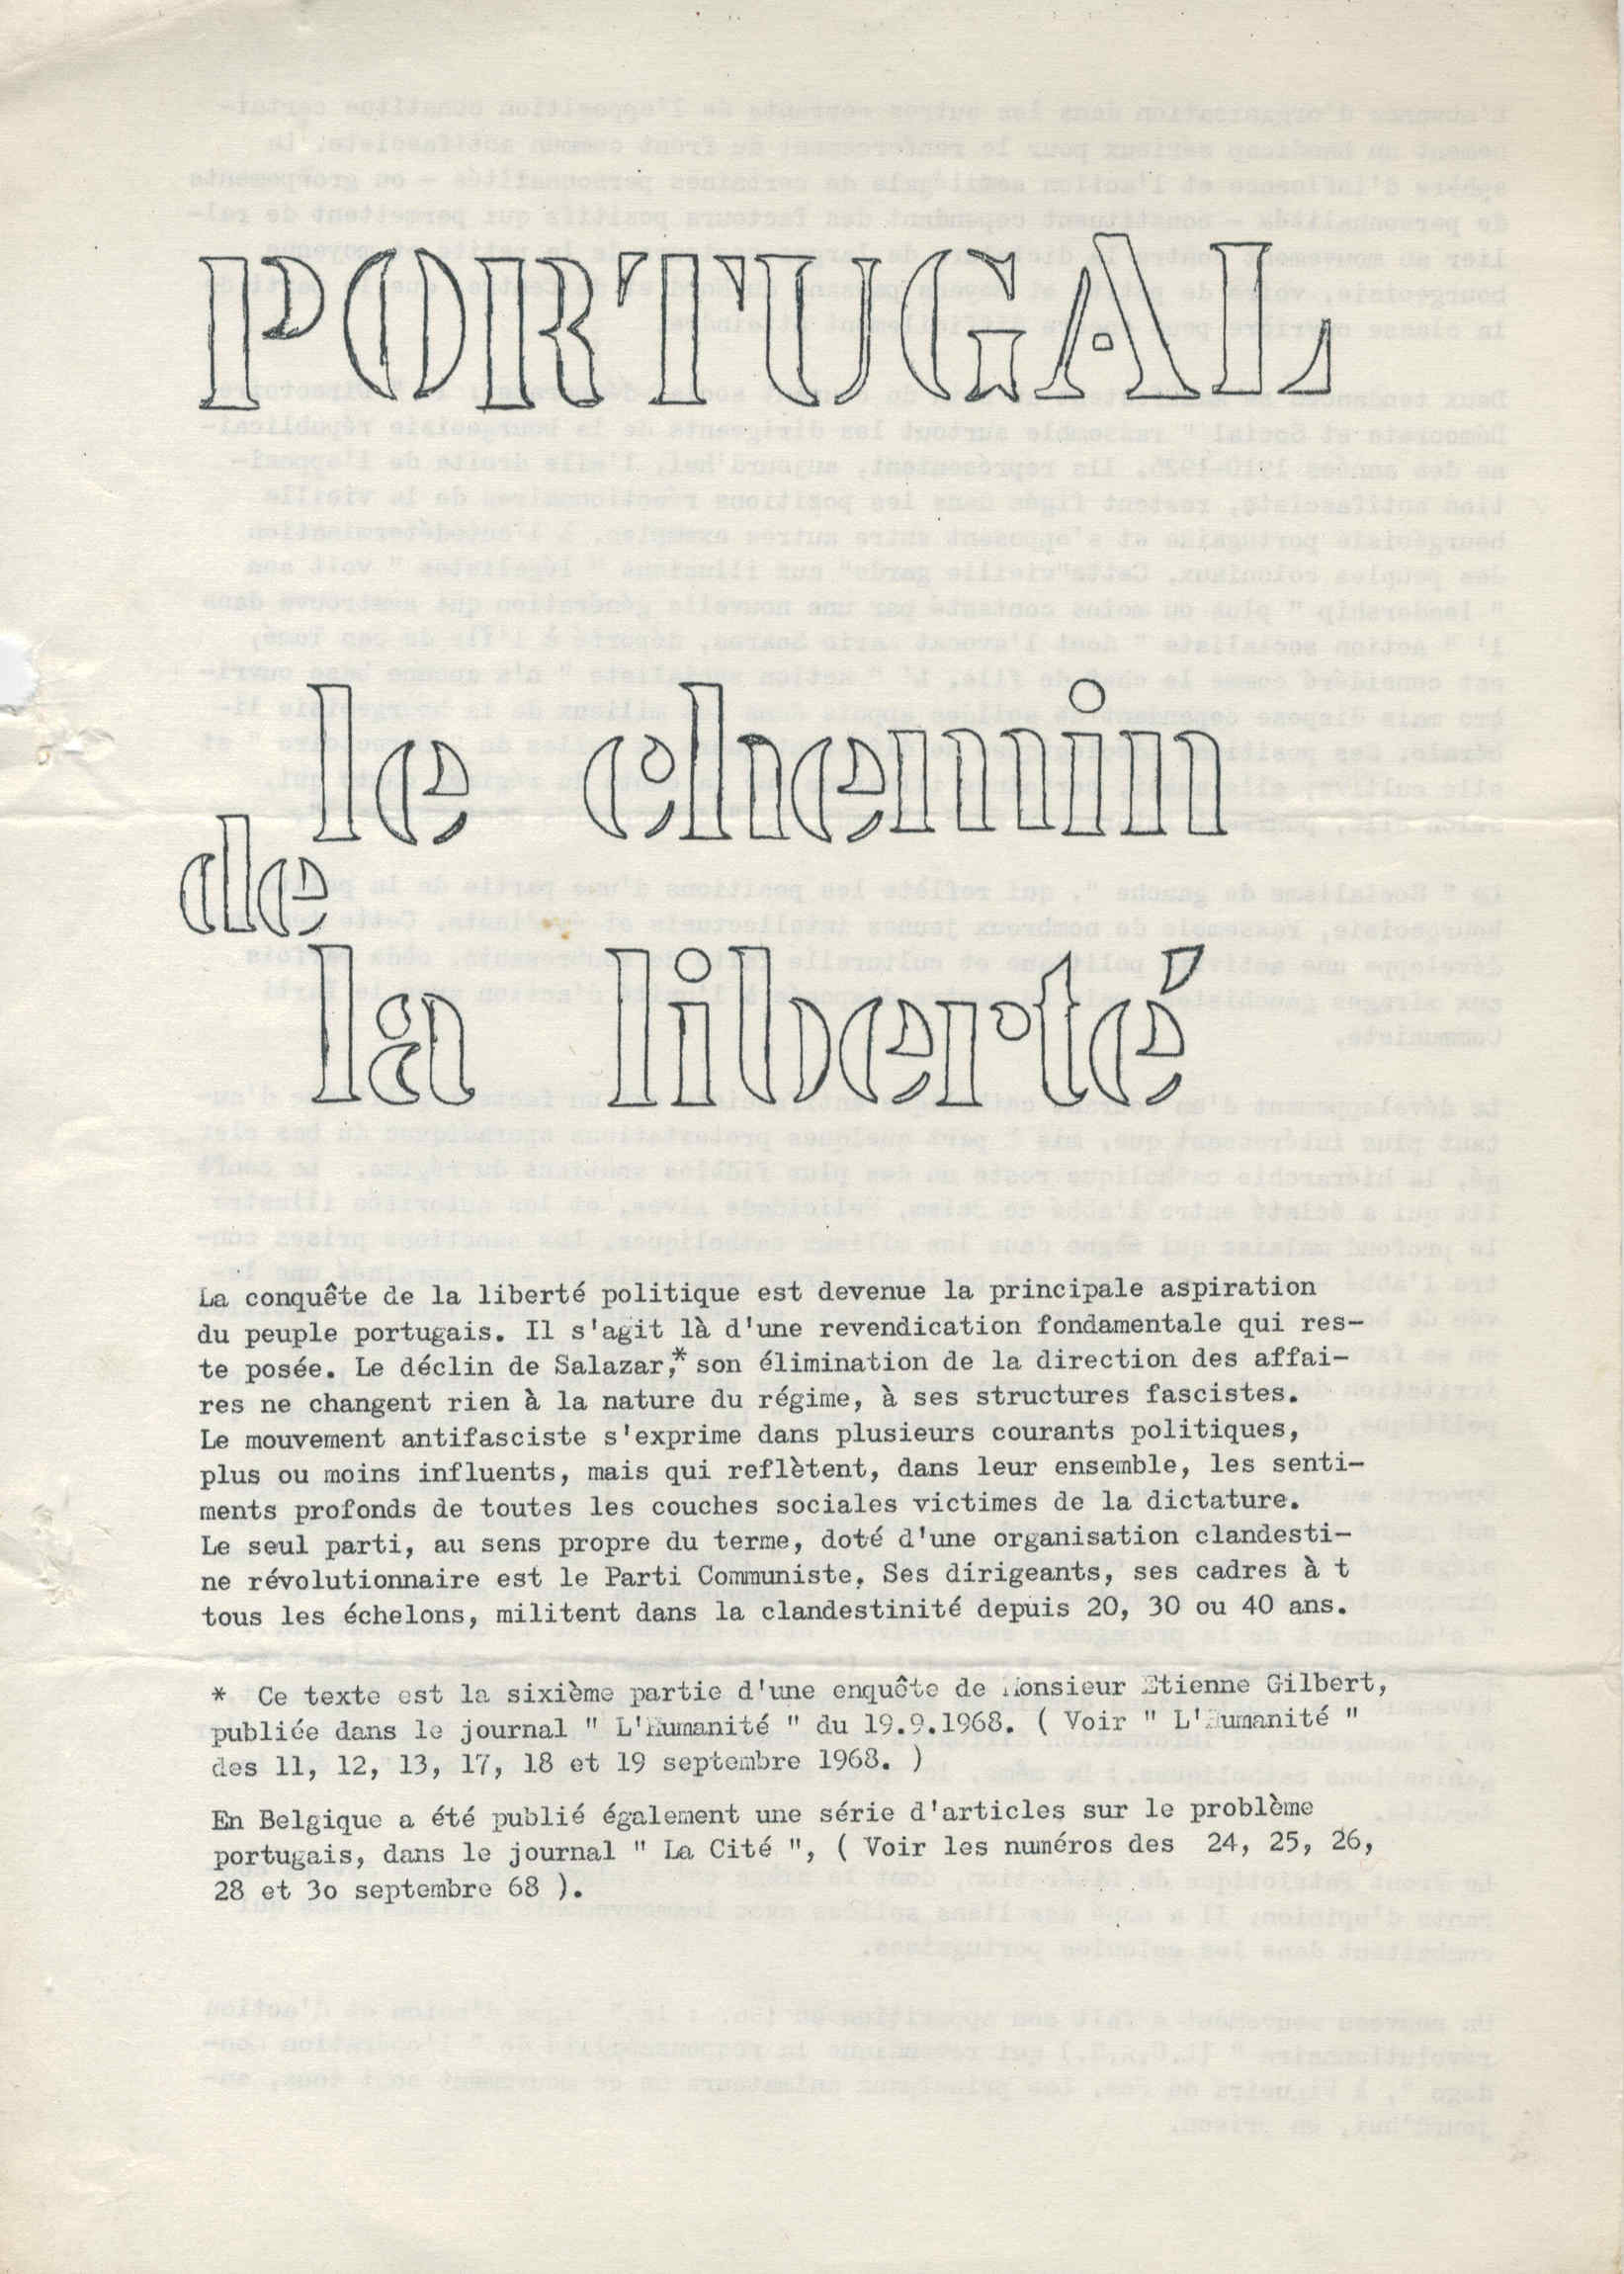 PORTUGAL
le chemin
de
la liberté
La conquête de la liberté politique est devenue la principale aspiration
du peuple portugais. Il s'agit là d'une revendication fondamentale qui res-
te posée. Le déclin de Salazar,* son élimination de la direction des affai-
res ne changent rien à la nature du régime, à ses structures fascistes.
Le mouvement antifasciste s'exprime dans plusieurs courants politiques,
plus ou moins influents, mais qui reflètent, dans leur ensemble, les senti-
ments profonds de toutes les couches sociales victimes de la dictature.
Le seul parti, au sens propre du terme, doté d'une organisation clandesti-
ne révolutionnaire est le Parti Communiste. Ses dirigeants, ses cadres à t
tous les échelons, militent dans la clandestinité depuis 20, 30 ou 40 ans.
* Ce texte est la sixième partie d'une enquête de Monsieur Etienne Gilbert,
publiée dans le journal " L'Humanité " du 19.9.1968. ( Voir " L'Humanité "
des 11, 12, 13, 17, 18 et 19 septembre 1968. )
En Belgique a été publié également une série d'articles sur le problème
portugais, dans le journal " La Cité ", ( Voir les numéros des 24, 25, 26,
28 et 3o septembre 68 ).